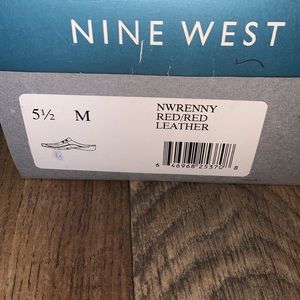 NINE WEST
5½ M
NWRENNY
RED/RED
LEATHER
6 46968 25370 8